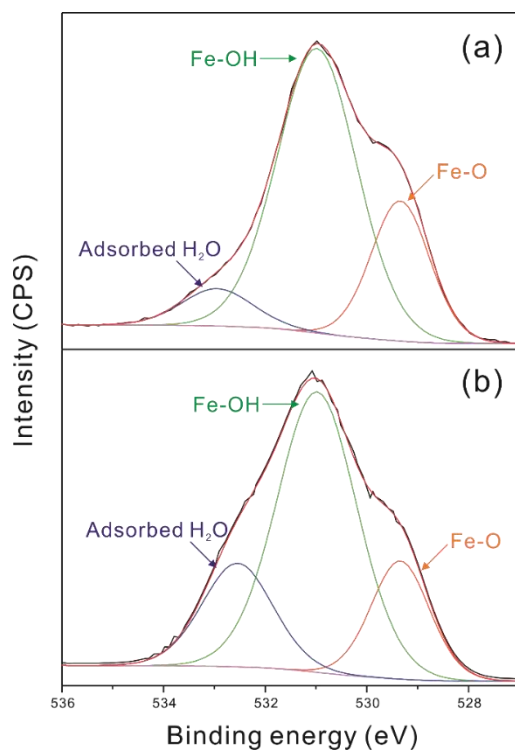 (a)
Fe-OH
Fe-O
Adsorbed H₂O
(b)
Fe-OH
Adsorbed H₂O
Fe-O
Intensity (CPS)
536 534 532 530 528
Binding energy (eV)